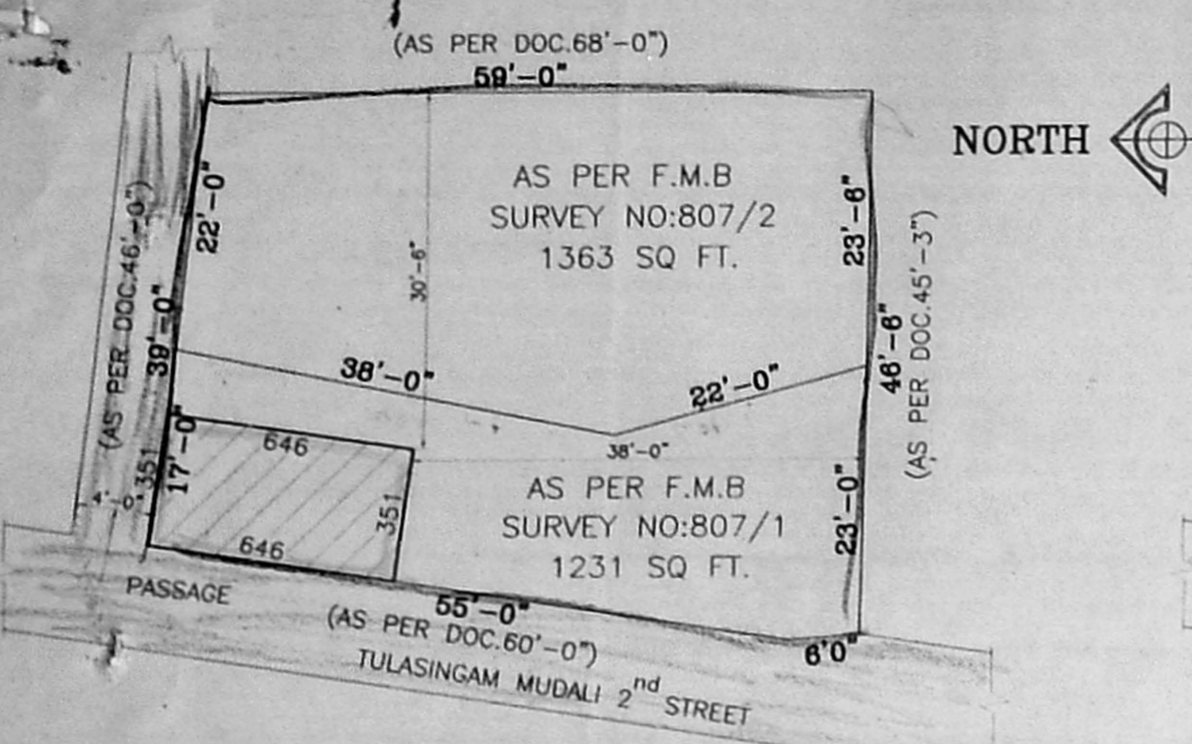 (AS PER DOC.68'-0")
59'-0"
NORTH
AS PER F.M.B
SURVEY NO:807/2
1363 SQ FT.
22'-0"
(AS PER DOC.46'-0")
39'-0"
30'-6"
23'-6"
46'-6"
(AS PER DOC.45'-3")
38'-0"
22'-0"
38'-0"
17'-0"
351
4'-0"
646
351
646
AS PER F.M.B
SURVEY NO:807/1
1231 SQ FT.
23'-0"
PASSAGE
55'-0"
(AS PER DOC.60'-0")
6'0"
TULASINGAM MUDALI 2nd STREET